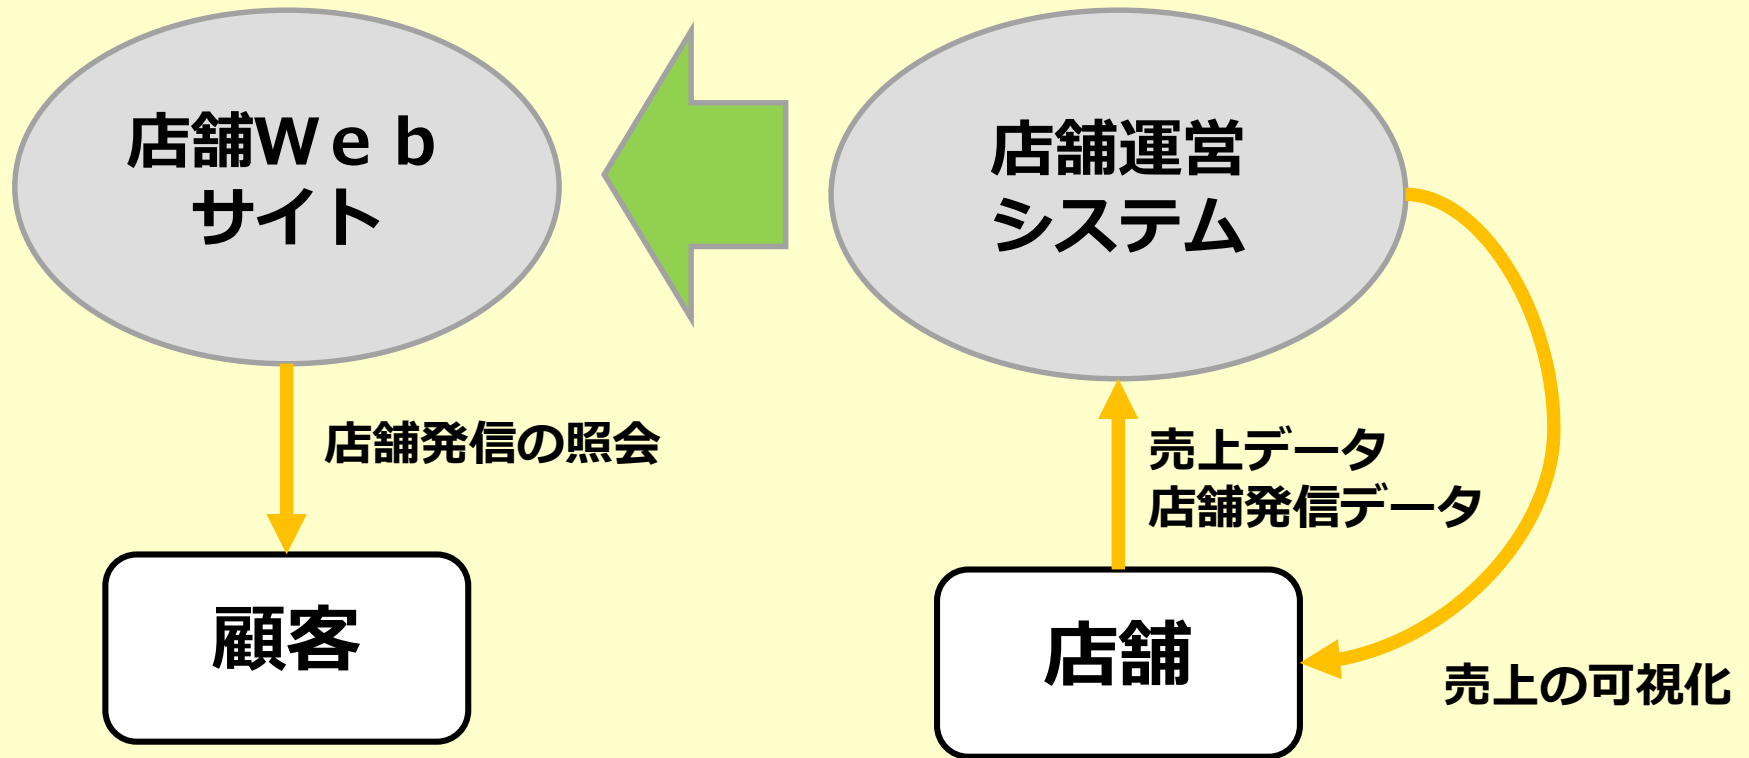 店舗Ｗｅｂ
サイト
店舗運営
システム
店舗発信の照会
売上データ
店舗発信データ
顧客
店舗
売上の可視化